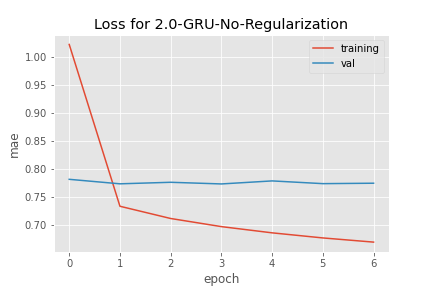 Loss for 2.0-GRU-No-Regularization
training
val
1.00
0.95
0.90
0.85
0.80
0.75
0.70
mae
0 1 2 3 4 5 6
epoch